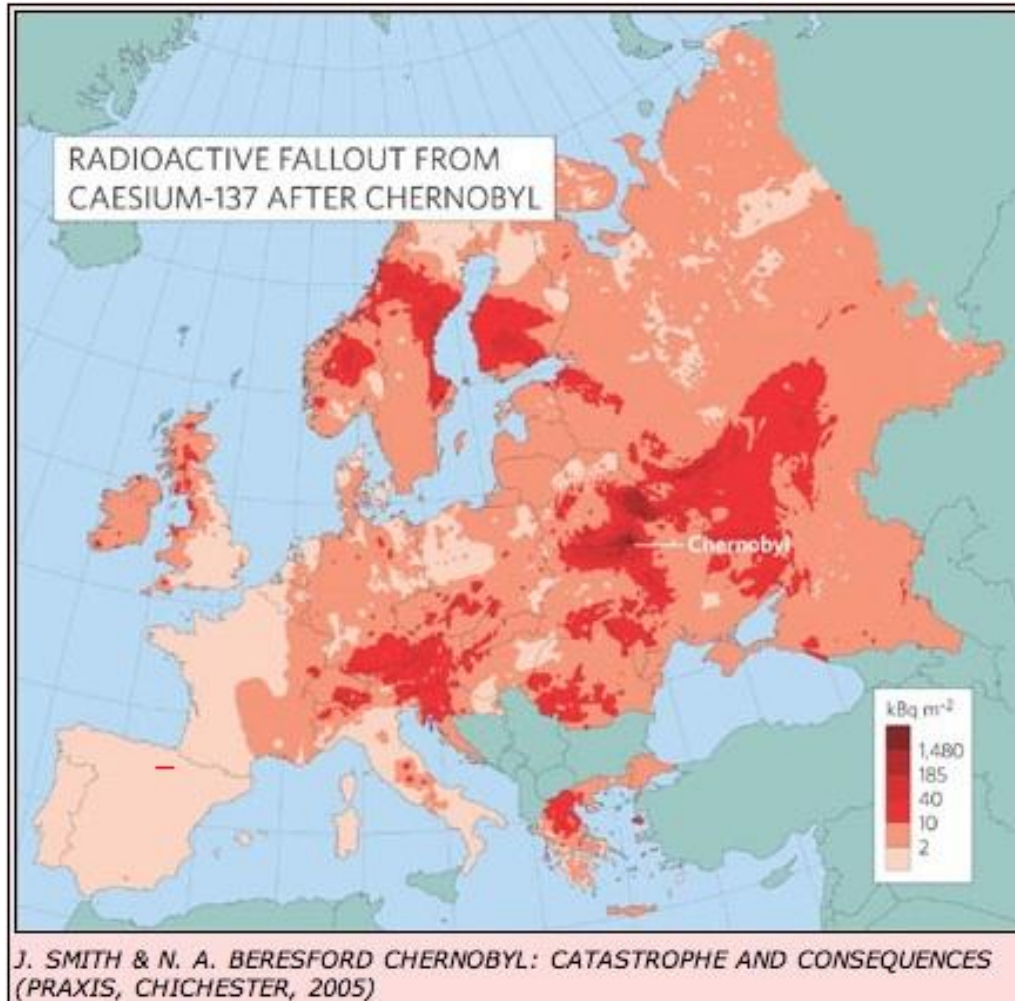 RADIOACTIVE FALLOUT FROM
CAESIUM-137 AFTER CHERNOBYL
Chernobyl
kBq m⁻²
1,480
185
40
10
2
J. SMITH & N. A. BERESFORD CHERNOBYL: CATASTROPHE AND CONSEQUENCES
(PRAXIS, CHICHESTER, 2005)